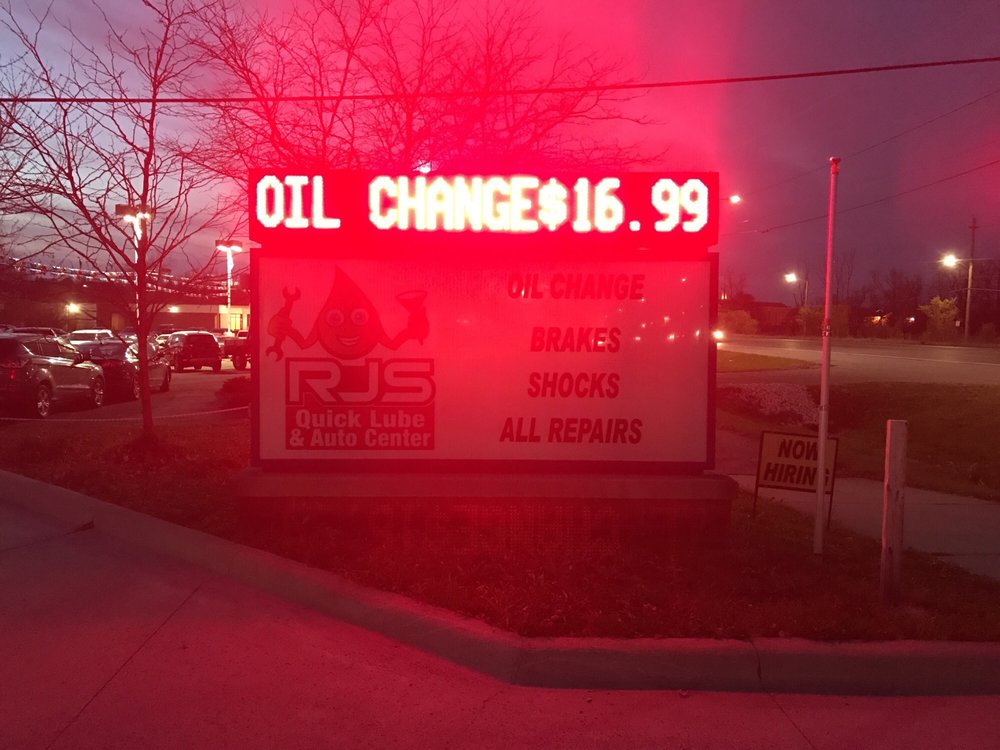 OIL CHANGE$16.99
RJS
Quick Lube
& Auto Center
OIL CHANGE
BRAKES
SHOCKS
ALL REPAIRS
NOW
HIRING